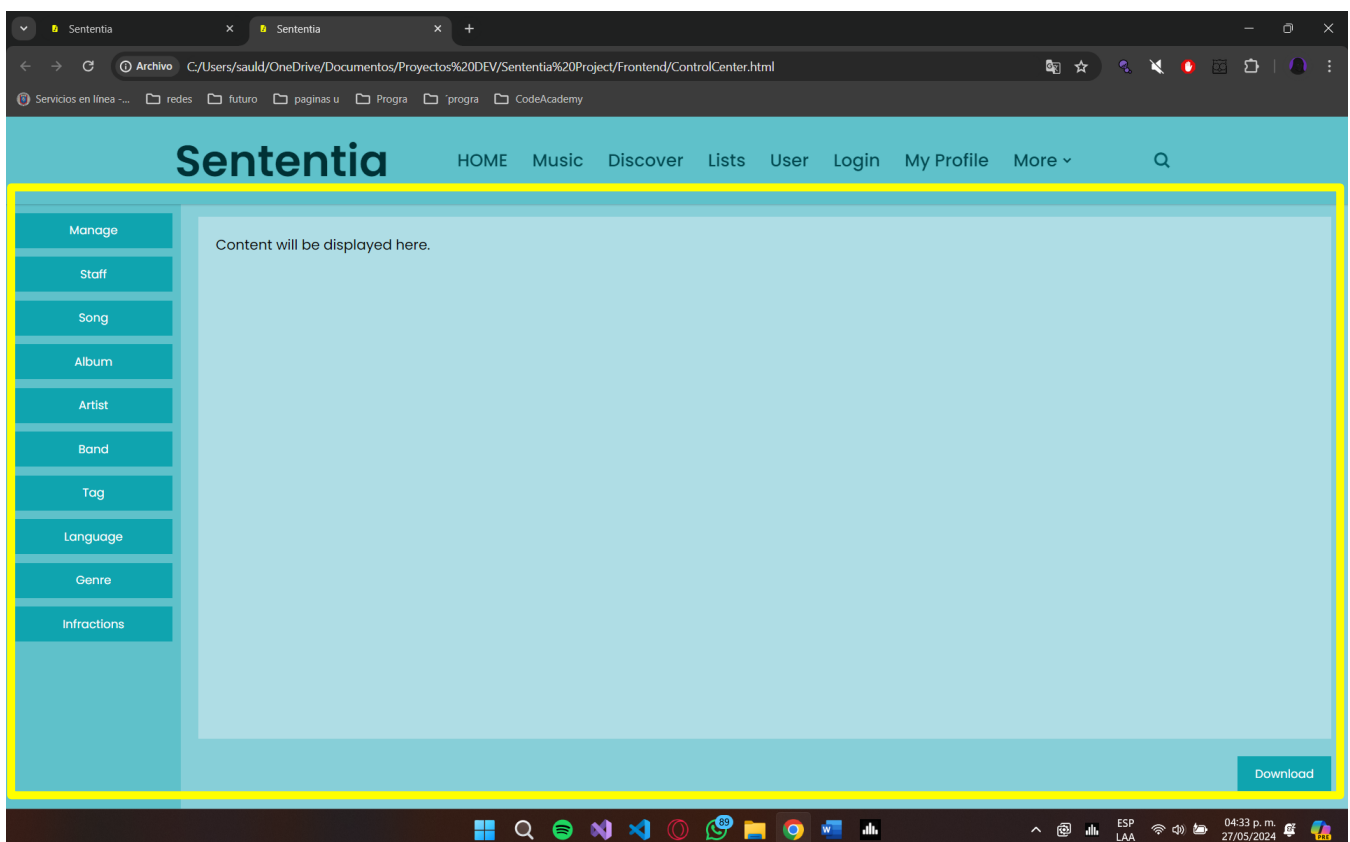 Sententia
Sententia
Archivo C:/Users/sauld/OneDrive/Documentos/Proyectos%20DEV/Sententia%20Project/Frontend/ControlCenter.html
Servicios en línea -... redes futuro paginas u Progra ´progra CodeAcademy
Sententia HOME Music Discover Lists User Login My Profile More
Manage
Staff
Song
Album
Artist
Band
Tag
Language
Genre
Infractions
Content will be displayed here.
Download
89
ESP
LAA
04:33 p. m.
27/05/2024
PRE